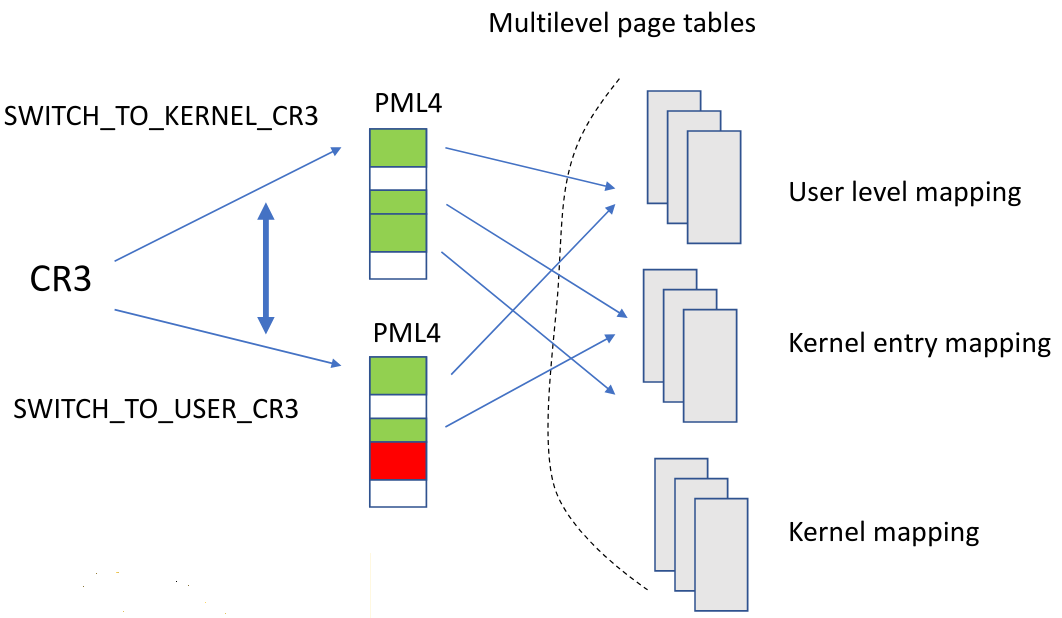 Multilevel page tables
SWITCH_TO_KERNEL_CR3
PML4
User level mapping
CR3
PML4
Kernel entry mapping
SWITCH_TO_USER_CR3
Kernel mapping